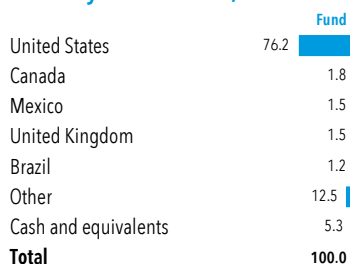 Fund
United States 76.2
Canada 1.8
Mexico 1.5
United Kingdom 1.5
Brazil 1.2
Other 12.5
Cash and equivalents 5.3
Total 100.0